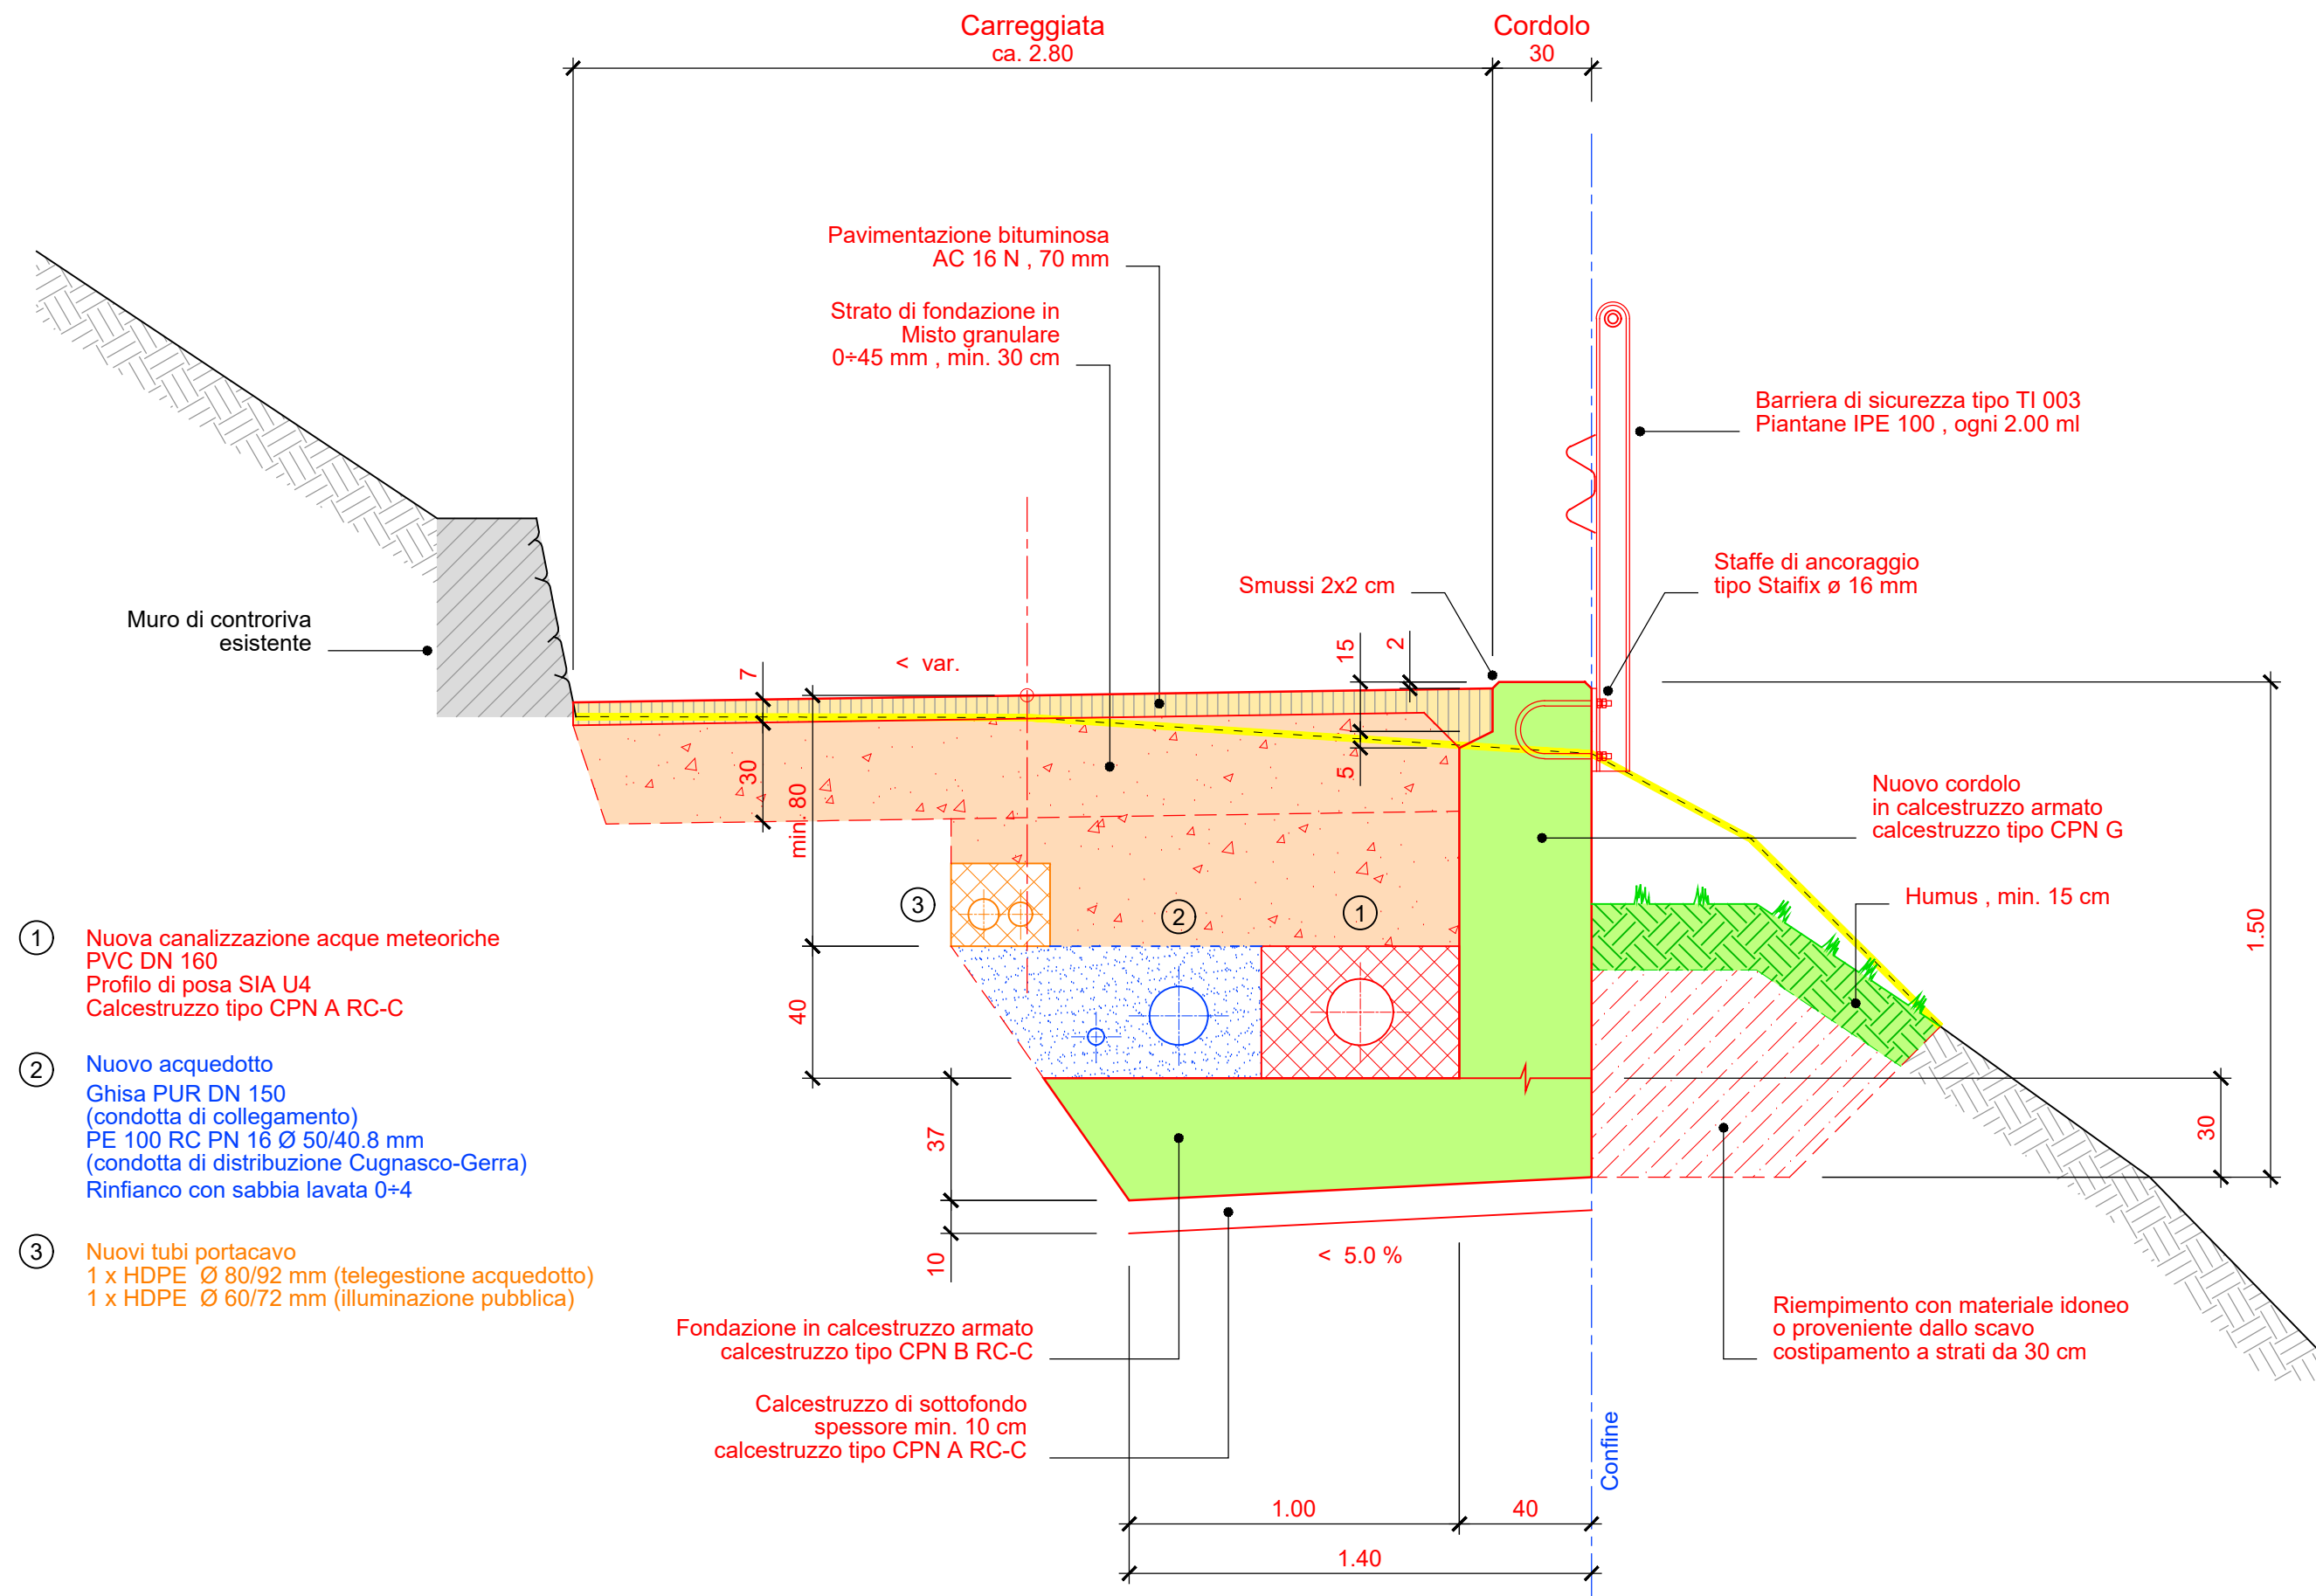 Carreggiata
ca. 2.80
Cordolo
30
Pavimentazione bituminosa
AC 16 N , 70 mm
Strato di fondazione in
Misto granulare
0÷45 mm , min. 30 cm
Barriera di sicurezza tipo TI 003
Piantane IPE 100 , ogni 2.00 ml
Staffe di ancoraggio
tipo Staifix ø 16 mm
Smussi 2x2 cm
Muro di controriva
esistente
< var.
7
30
min. 80
40
15
2
5
Nuovo cordolo
in calcestruzzo armato
calcestruzzo tipo CPN G
Humus , min. 15 cm
1.50
30
3
2
1
1
Nuova canalizzazione acque meteoriche
PVC DN 160
Profilo di posa SIA U4
Calcestruzzo tipo CPN A RC-C
2
Nuovo acquedotto
Ghisa PUR DN 150
(condotta di collegamento)
PE 100 RC PN 16 Ø 50/40.8 mm
(condotta di distribuzione Cugnasco-Gerra)
Rinfianco con sabbia lavata 0÷4
3
Nuovi tubi portacavo
1 x HDPE Ø 80/92 mm (telegestione acquedotto)
1 x HDPE Ø 60/72 mm (illuminazione pubblica)
37
10
< 5.0 %
Fondazione in calcestruzzo armato
calcestruzzo tipo CPN B RC-C
Calcestruzzo di sottofondo
spessore min. 10 cm
calcestruzzo tipo CPN A RC-C
Riempimento con materiale idoneo
o proveniente dallo scavo
costipamento a strati da 30 cm
Confine
1.00
40
1.40